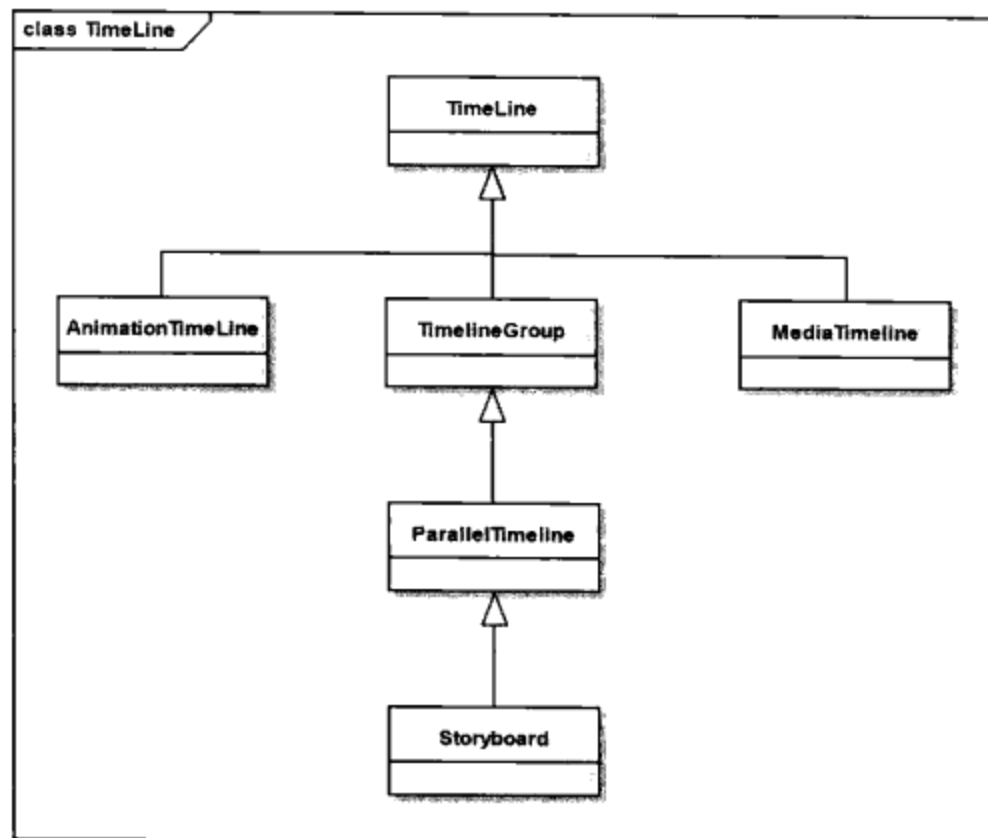 class TimeLine
TimeLine
AnimationTimeLine
TimelineGroup
MediaTimeline
ParallelTimeline
Storyboard